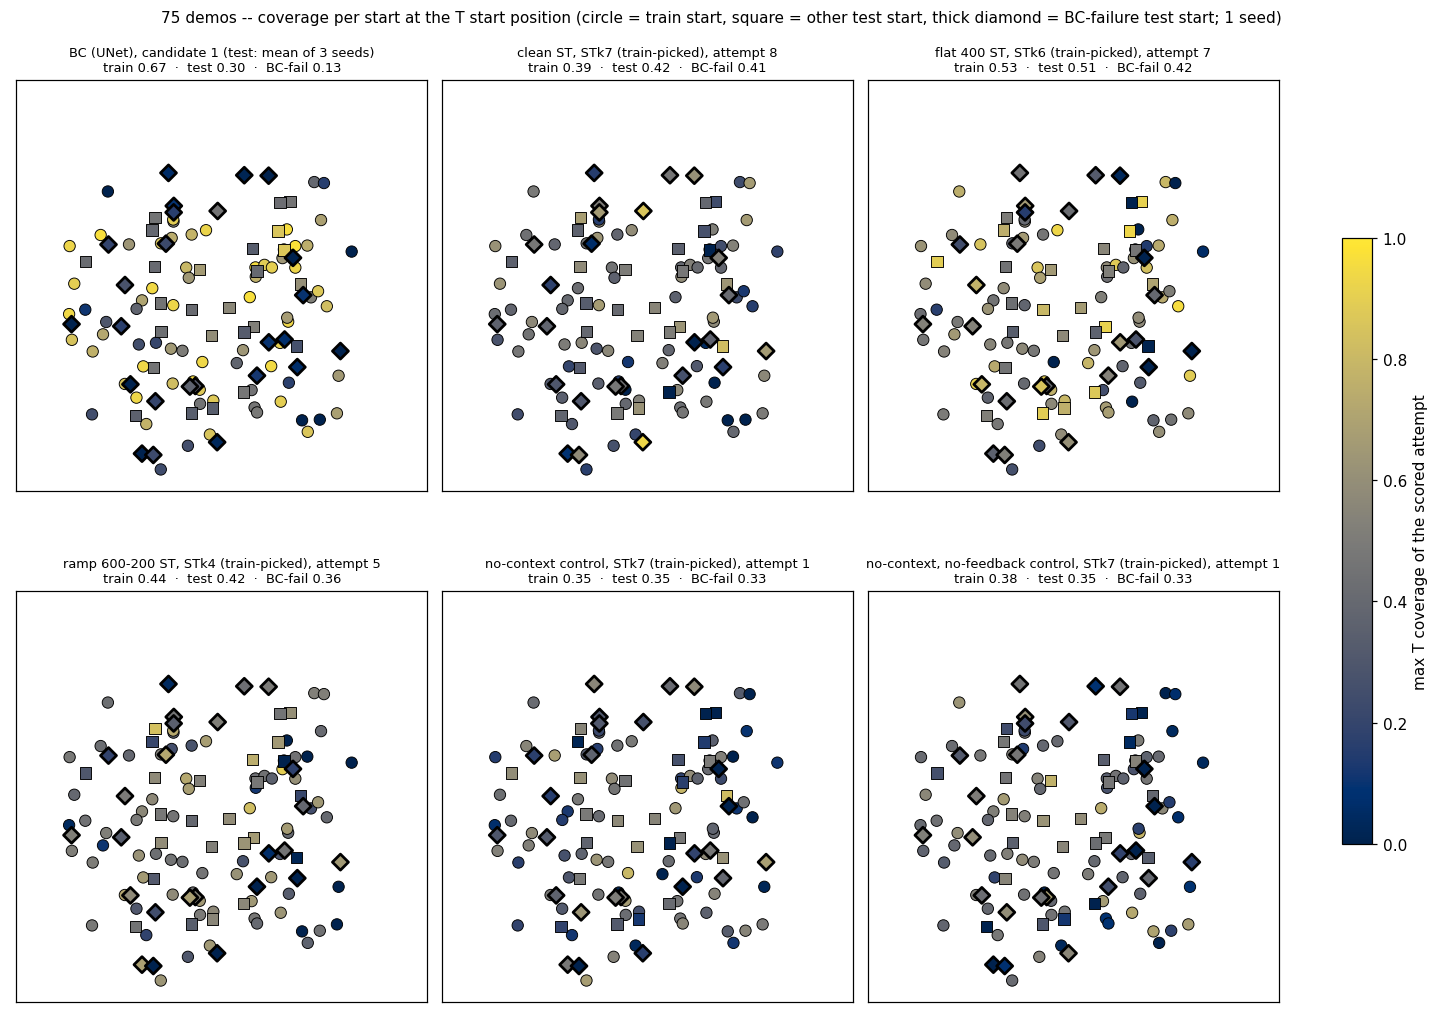 75 demos -- coverage per start at the T start position (circle = train start, square = other test start, thick diamond = BC-failure test start; 1 seed)
BC (UNet), candidate 1 (test: mean of 3 seeds)
train 0.67 · test 0.30 · BC-fail 0.13
clean ST, STk7 (train-picked), attempt 8
train 0.39 · test 0.42 · BC-fail 0.41
flat 400 ST, STk6 (train-picked), attempt 7
train 0.53 · test 0.51 · BC-fail 0.42
ramp 600-200 ST, STk4 (train-picked), attempt 5
train 0.44 · test 0.42 · BC-fail 0.36
no-context control, STk7 (train-picked), attempt 1
train 0.35 · test 0.35 · BC-fail 0.33
no-context, no-feedback control, STk7 (train-picked), attempt 1
train 0.38 · test 0.35 · BC-fail 0.33
1.0
0.8
0.6
0.4
0.2
0.0
max T coverage of the scored attempt